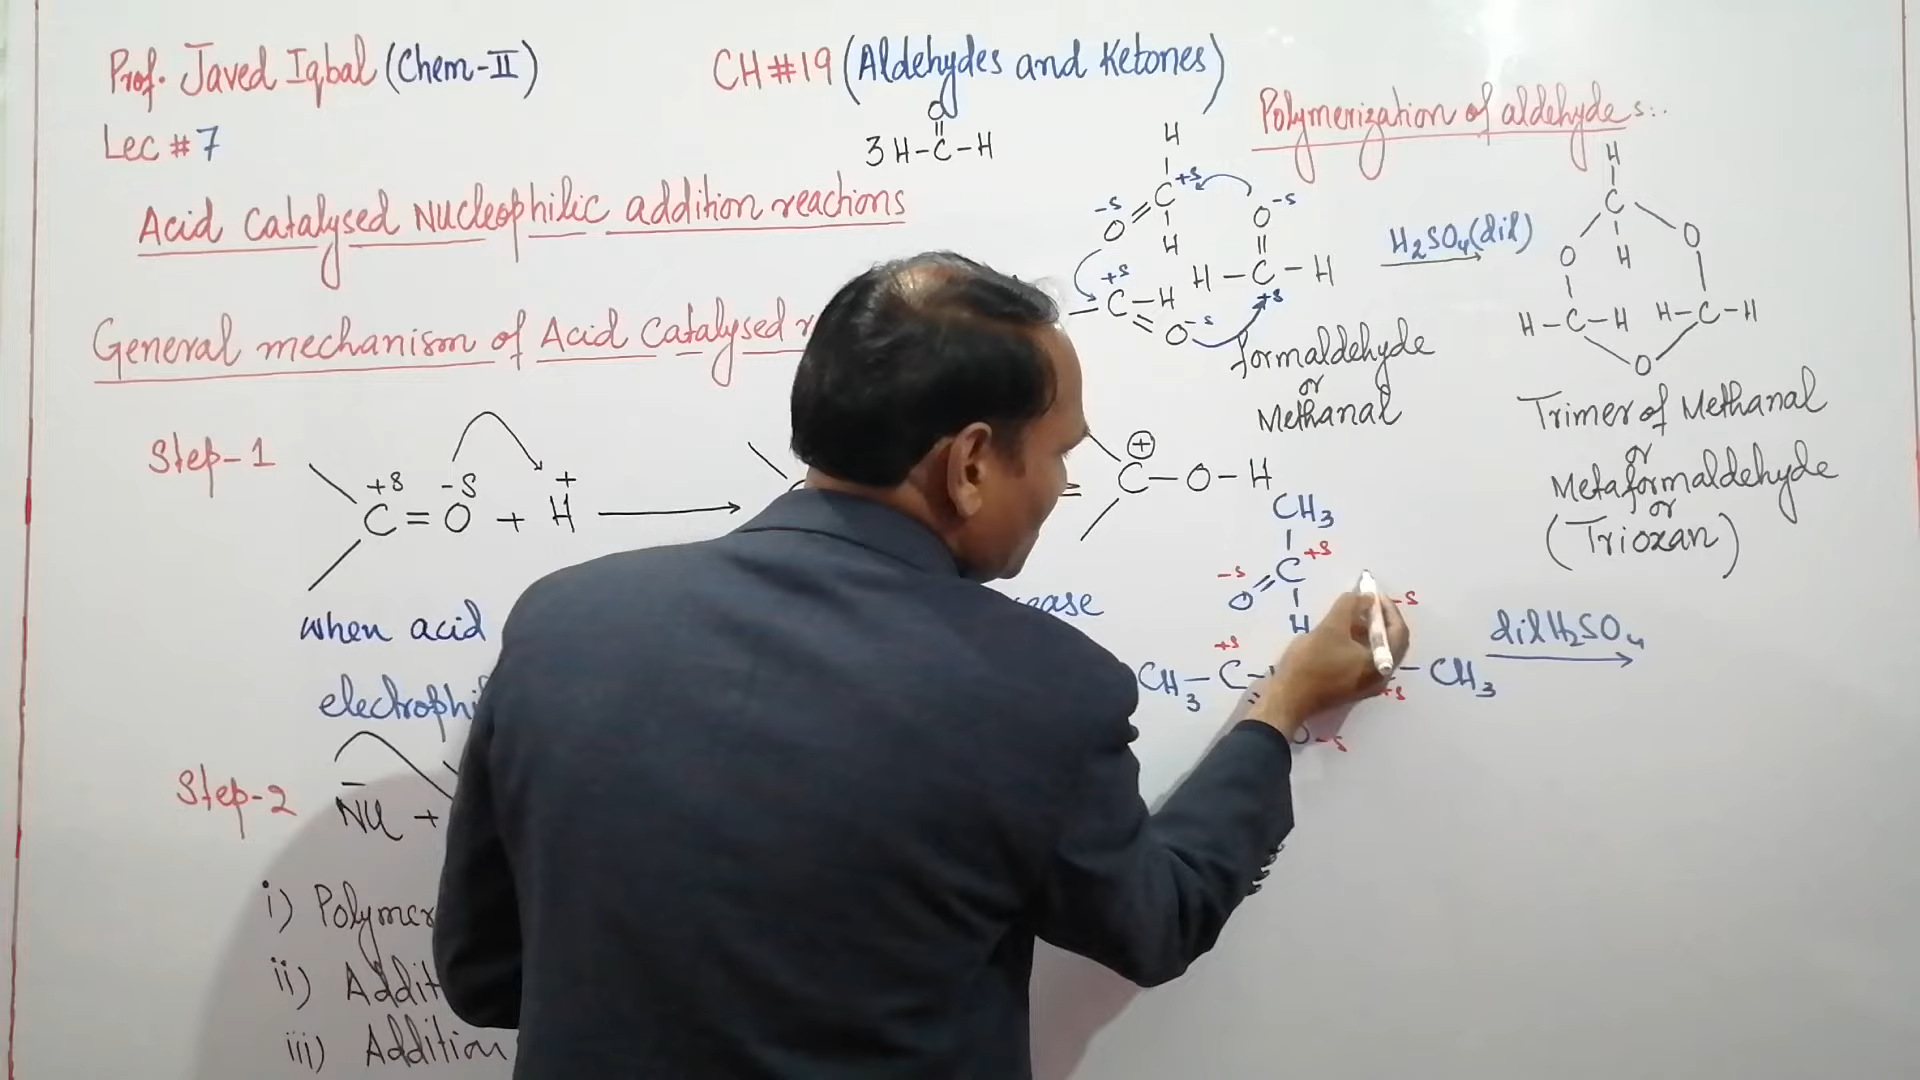 Prof. Javed Iqbal (Chem-II)
CH # 19 (Aldehydes and Ketones)
Lec # 7
O
||
3 H-C-H
Acid Catalysed Nucleophilic addition reactions
General mechanism of Acid Catalysed
Step-1
+δ -δ +
C = O + H ⟶
⊕
C - O - H
when acid
electrophi
Step-2
Nu +
i) Polymer
ii) Addit
iii) Addition
Polymerization of aldehydes:.
H
C +δ
-δ O
H
O -δ
||
H - C - H
+δ
+δ
- C - H
O -δ
formaldehyde
or
Methanal
H2SO4(dil)
⟶
H
C
O H O
H-C-H H-C-H
O
Trimer of Methanal
or
Metaformaldehyde
or
(Trioxan)
CH3
C +δ
-δ O
H
-δ
+δ
CH3 - C
- CH3
+δ
O -δ
dil H2SO4
⟶